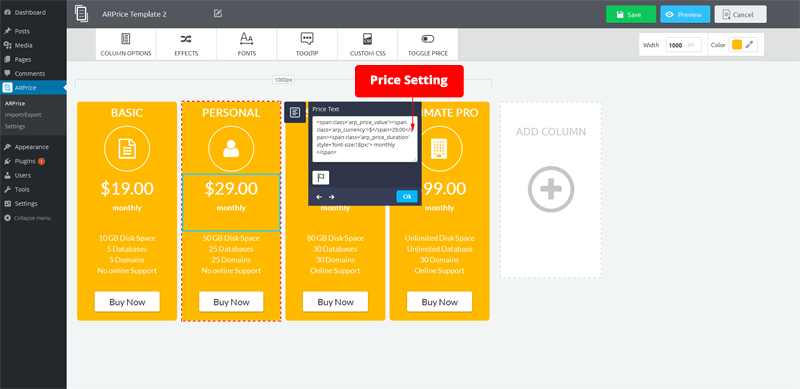 Dashboard
Posts
Media
Pages
Comments
ARPrice
ARPrice
Import/Export
Settings
Appearance
Plugins 1
Users
Tools
Settings
Collapse menu
ARPrice Template 2
Save
Preview
Cancel
COLUMN OPTIONS
EFFECTS
FONTS
TOOLTIP
CUSTOM CSS
TOGGLE PRICE
Width 1000 px
Color
1000px
Price Setting
BASIC
$19.00
monthly
10 GB Disk Space
5 Databases
5 Domains
No online Support
Buy Now
PERSONAL
$29.00
monthly
50 GB Disk Space
25 Databases
25 Domains
No online Support
Buy Now
Price Text
<span class='arp_price_value'><span
class='arp_currency'>$</span>29.00</s
pan><span class='arp_price_duration'
style='font-size:18px;'> monthly
</span>
Ok
monthly
80 GB Disk Space
30 Databases
30 Domains
Online Support
Buy Now
IMATE PRO
99.00
monthly
Unlimited Disk Space
Unlimited Database
30 Domains
Online Support
Buy Now
ADD COLUMN